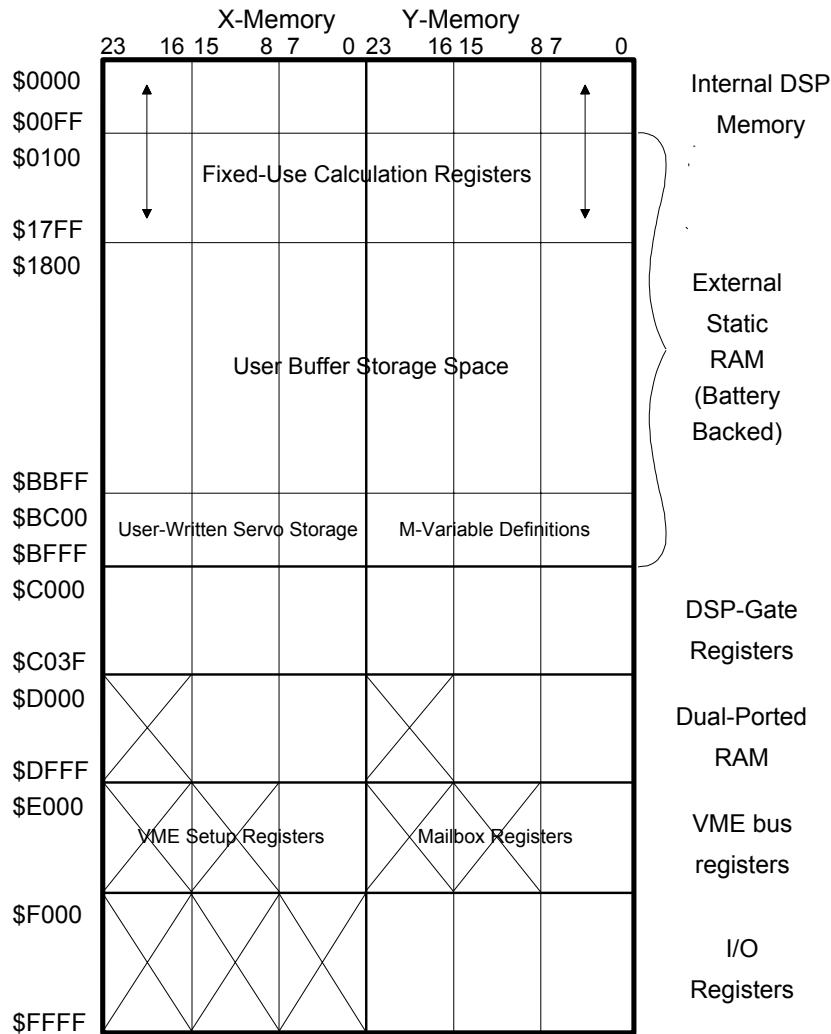 X-Memory Y-Memory
23 16 15 8 7 0 23 16 15 8 7 0
$0000
Internal DSP
$00FF
Memory
$0100
Fixed-Use Calculation Registers
$17FF
$1800
External
Static
RAM
User Buffer Storage Space
(Battery
Backed)
$BBFF
$BC00
User-Written Servo Storage M-Variable Definitions
$BFFF
$C000
DSP-Gate
Registers
$C03F
$D000
Dual-Ported
RAM
$DFFF
$E000
VME Setup Registers Mailbox Registers
VME bus
registers
$F000
I/O
Registers
$FFFF